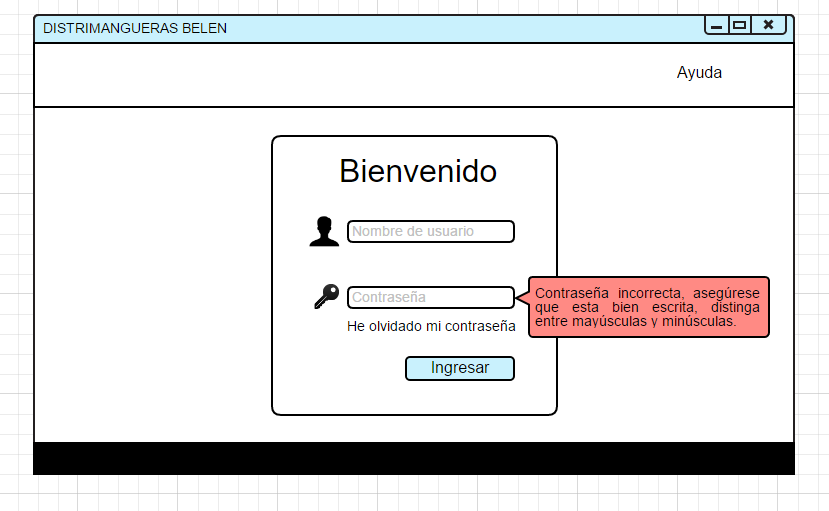 DISTRIMANGUERAS BELEN
Ayuda
Bienvenido
Nombre de usuario
Contraseña
Contraseña incorrecta, asegúrese
que esta bien escrita, distinga
entre mayúsculas y minúsculas.
He olvidado mi contraseña
Ingresar